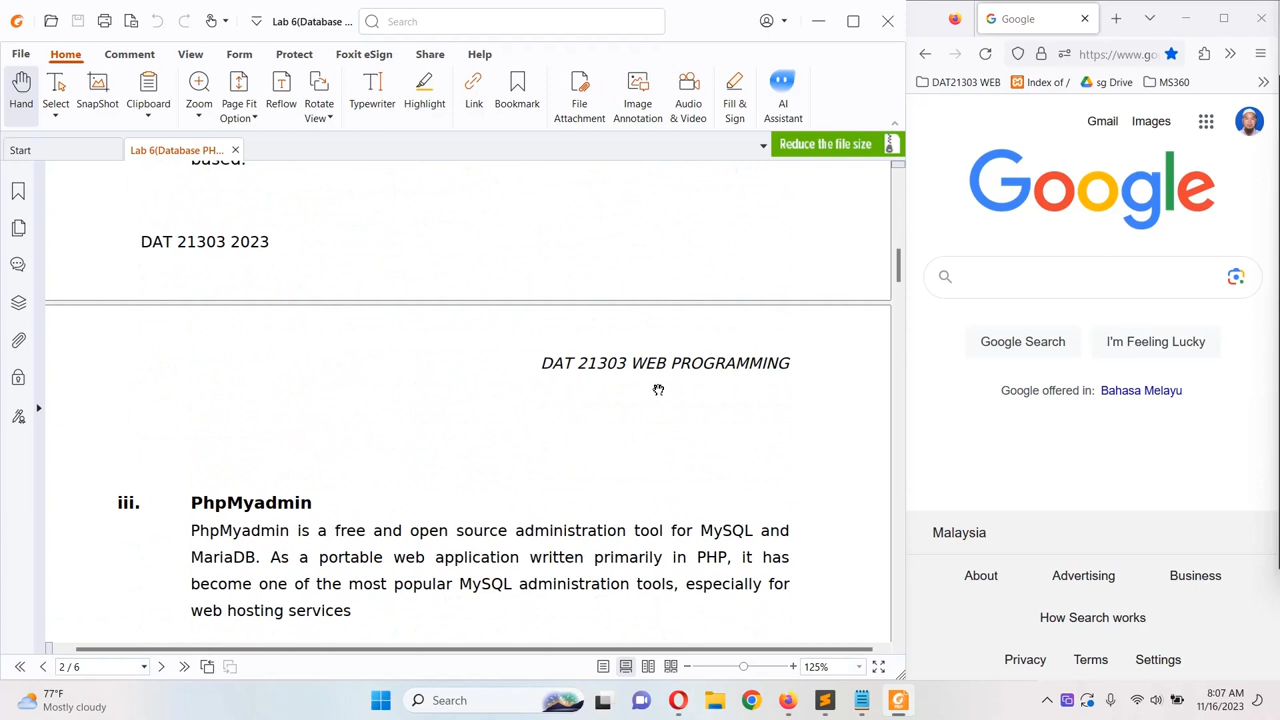 Lab 6(Database ...
Search
File
Home
Comment
View
Form
Protect
Foxit eSign
Share
Help
Hand
Select
SnapShot
Clipboard
Zoom
Page Fit
Option
Reflow
Rotate
View
Typewriter
Highlight
Link
Bookmark
File
Attachment
Image
Annotation
Audio
& Video
Fill &
Sign
AI
Assistant
Start
Lab 6(Database PH...
Reduce the file size
based.
DAT 21303 2023
DAT 21303 WEB PROGRAMMING
iii. PhpMyadmin
PhpMyadmin is a free and open source administration tool for MySQL and
MariaDB. As a portable web application written primarily in PHP, it has
become one of the most popular MySQL administration tools, especially for
web hosting services
2 / 6
125%
Google
https://www.go
DAT21303 WEB
Index of /
sg Drive
MS360
Gmail
Images
Google
Google Search
I'm Feeling Lucky
Google offered in: Bahasa Melayu
Malaysia
About
Advertising
Business
How Search works
Privacy
Terms
Settings
77°F
Mostly cloudy
Search
8:07 AM
11/16/2023